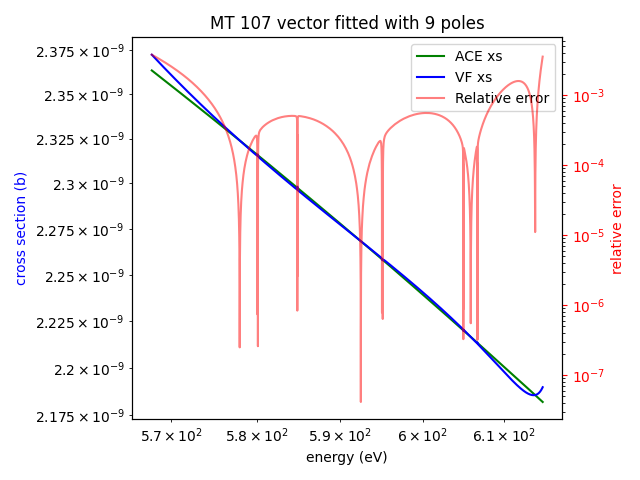 MT 107 vector fitted with 9 poles
ACE xs
VF xs
Relative error
cross section (b)
2.375 × 10⁻⁹
2.35 × 10⁻⁹
2.325 × 10⁻⁹
2.3 × 10⁻⁹
2.275 × 10⁻⁹
2.25 × 10⁻⁹
2.225 × 10⁻⁹
2.2 × 10⁻⁹
2.175 × 10⁻⁹
10⁻³
10⁻⁴
10⁻⁵
10⁻⁶
10⁻⁷
relative error
5.7 × 10² 5.8 × 10² 5.9 × 10² 6 × 10² 6.1 × 10²
energy (eV)